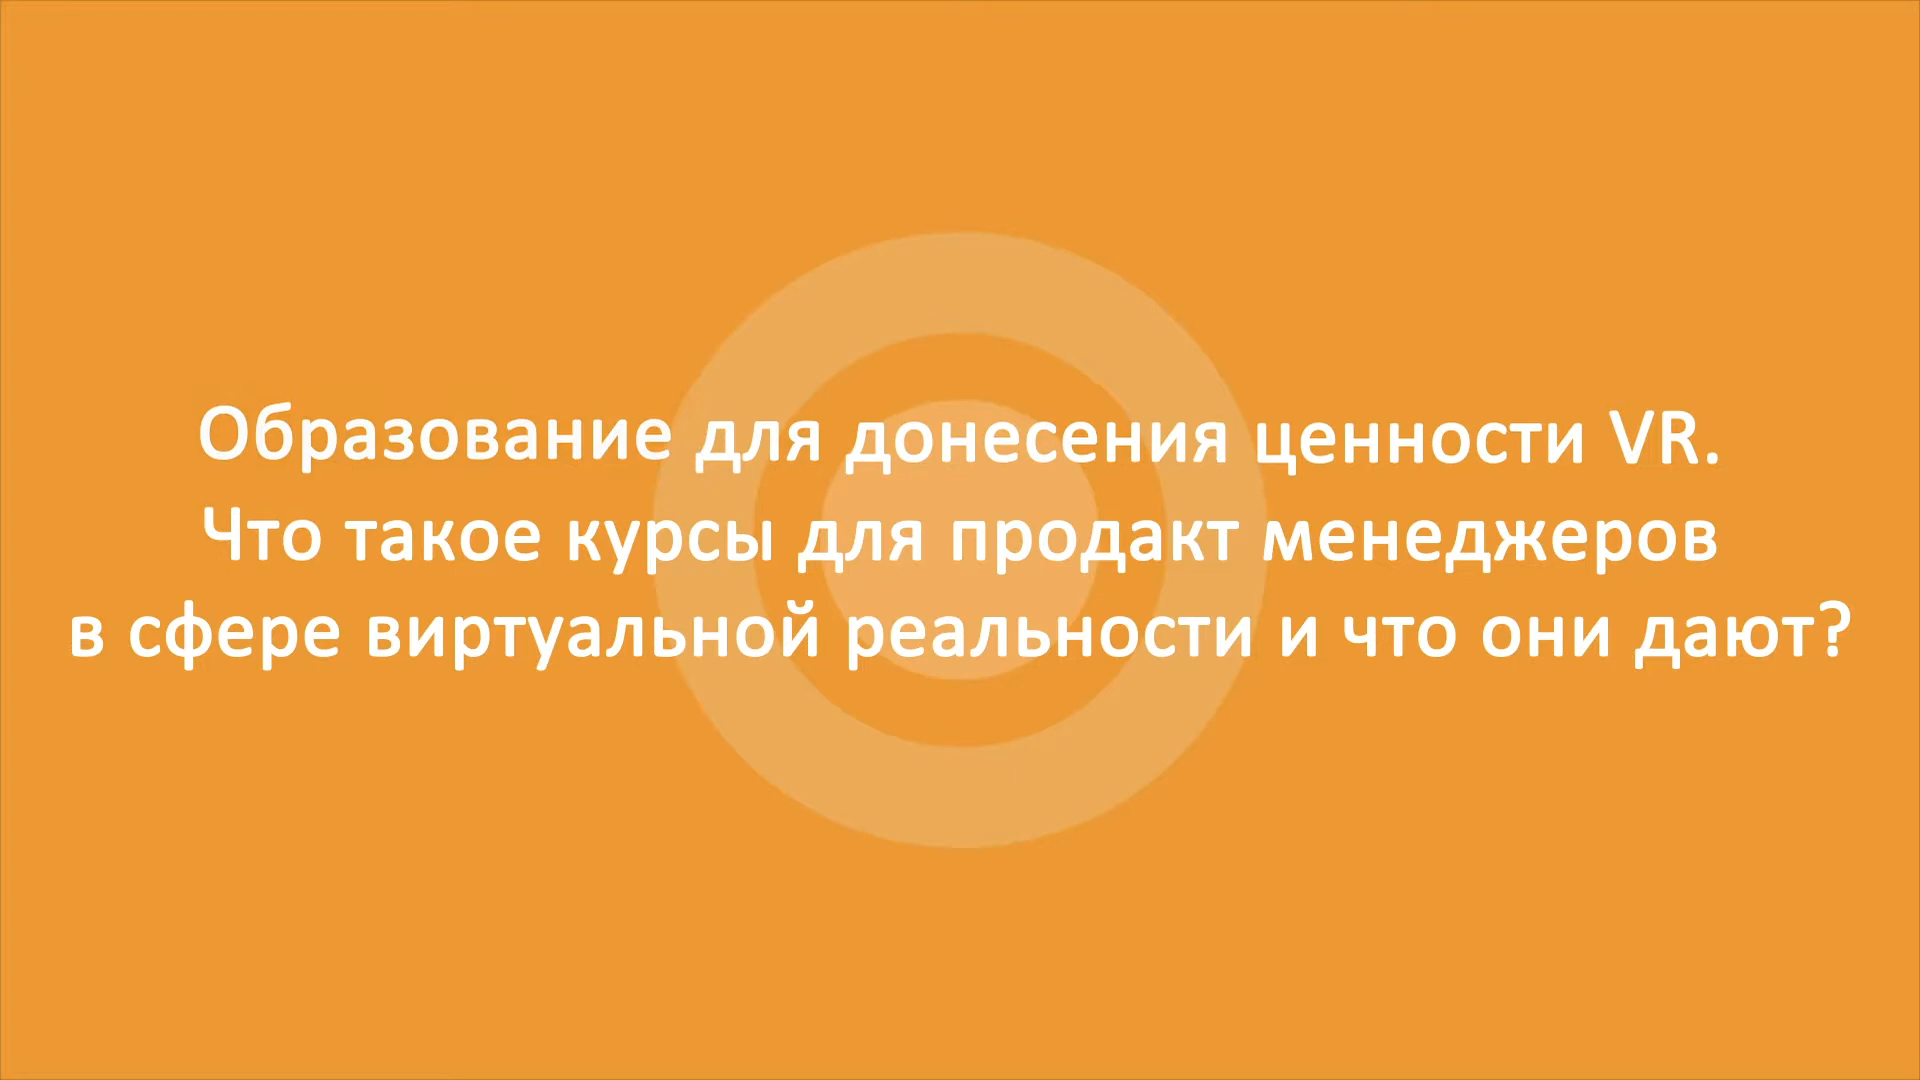 Образование для донесения ценности VR.
Что такое курсы для продакт менеджеров
в сфере виртуальной реальности и что они дают?